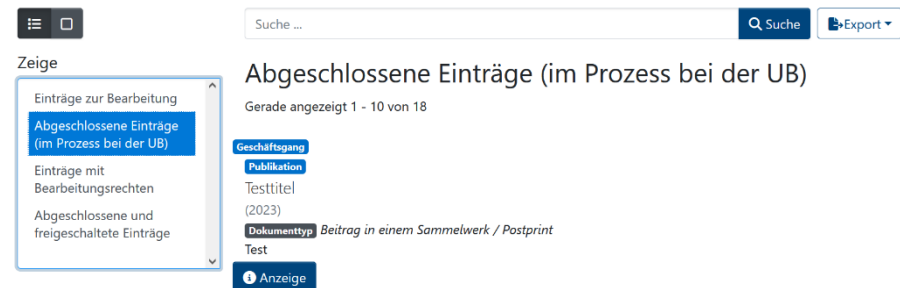 Suche ...
Suche
Export
Zeige
Einträge zur Bearbeitung
Abgeschlossene Einträge
(im Prozess bei der UB)
Einträge mit
Bearbeitungsrechten
Abgeschlossene und
freigeschaltete Einträge
Abgeschlossene Einträge (im Prozess bei der UB)
Gerade angezeigt 1 - 10 von 18
Geschäftsgang
Publikation
Testtitel
(2023)
Dokumenttyp Beitrag in einem Sammelwerk / Postprint
Test
Anzeige